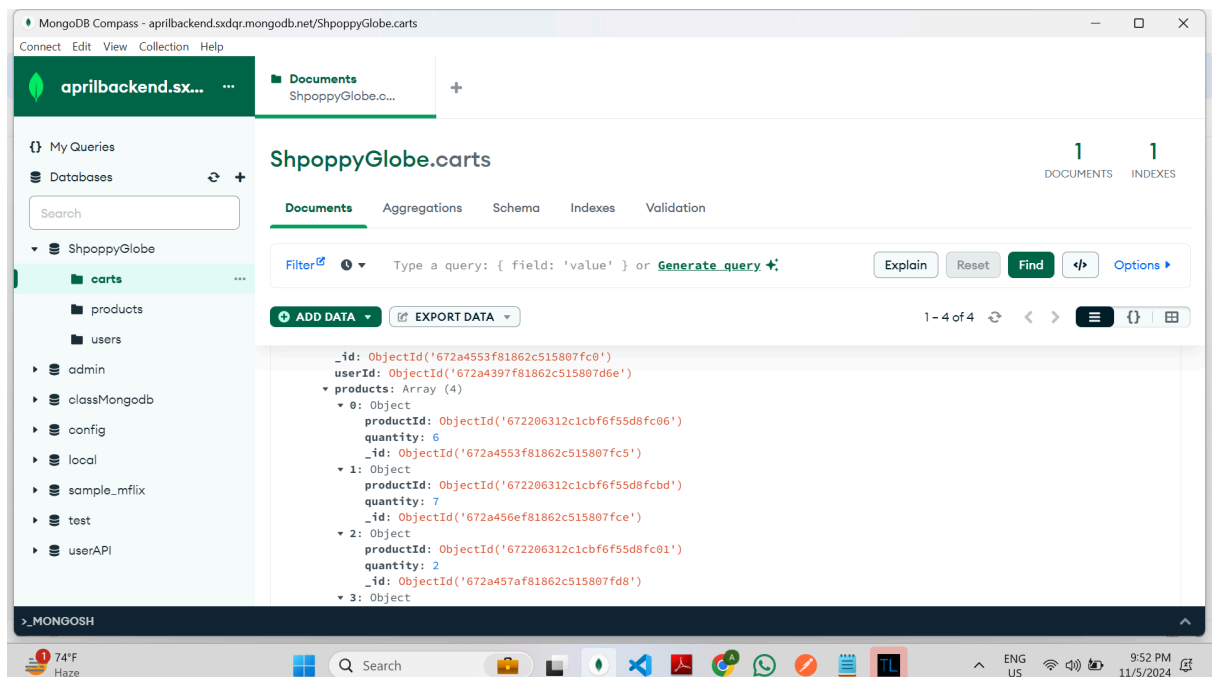 MongoDB Compass - aprilbackend.sxdqr.mongodb.net/ShpoppyGlobe.carts
Connect Edit View Collection Help
aprilbackend.sx... ...
Documents
ShpoppyGlobe.c...
+
{} My Queries
Databases
Search
ShpoppyGlobe
carts ...
products
users
admin
classMongodb
config
local
sample_mflix
test
userAPI
ShpoppyGlobe.carts
1 1
DOCUMENTS INDEXES
Documents Aggregations Schema Indexes Validation
Filter Type a query: { field: 'value' } or Generate query Explain Reset Find </> Options
ADD DATA EXPORT DATA 1 – 4 of 4 {}
_id: ObjectId('672a4553f81862c515807fc0')
userId: ObjectId('672a4397f81862c515807d6e')
products: Array (4)
0: Object
productId: ObjectId('672206312c1cbf6f55d8fc06')
quantity: 6
_id: ObjectId('672a4553f81862c515807fc5')
1: Object
productId: ObjectId('672206312c1cbf6f55d8fcbd')
quantity: 7
_id: ObjectId('672a456ef81862c515807fce')
2: Object
productId: ObjectId('672206312c1cbf6f55d8fc01')
quantity: 2
_id: ObjectId('672a457af81862c515807fd8')
3: Object
>_MONGOSH
1 74°F
Haze
Search
TL
ENG
US
9:52 PM
11/5/2024